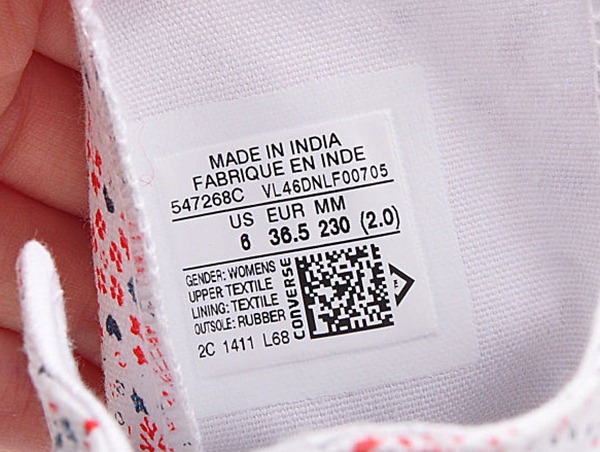 MADE IN INDIA
FABRIQUE EN INDE
547268C VL46DNLF00705
US EUR MM
6 36.5 230 (2.0)
GENDER: WOMENS
UPPER TEXTILE
LINING: TEXTILE
OUTSOLE: RUBBER
CONVERSE
2C 1411 L68